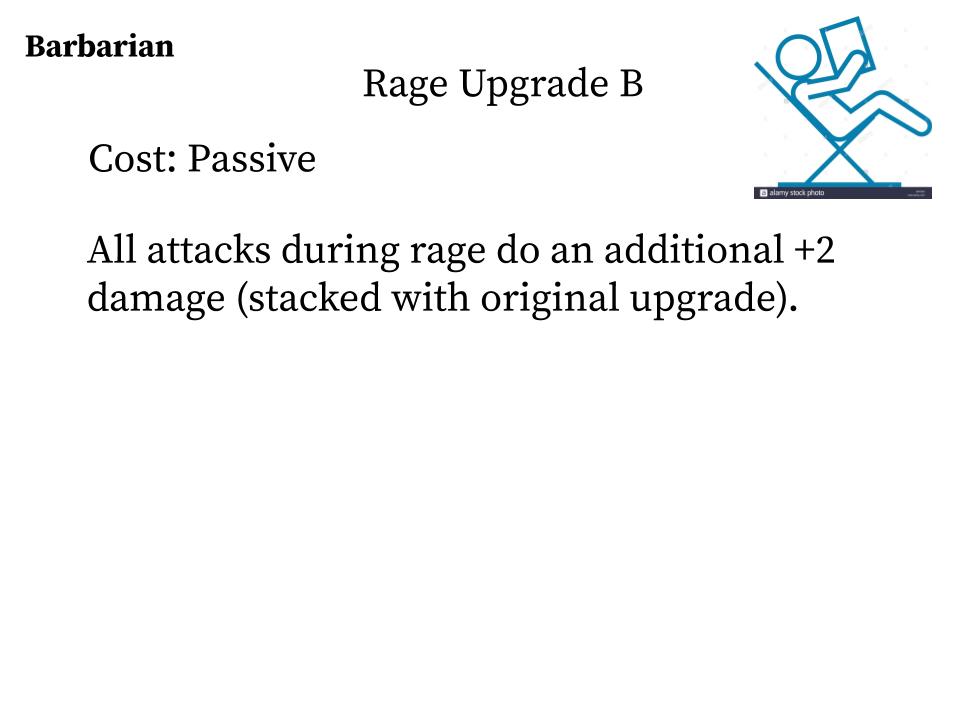 Barbarian
Rage Upgrade B
Cost: Passive
alamy stock photo
All attacks during rage do an additional +2
damage (stacked with original upgrade).